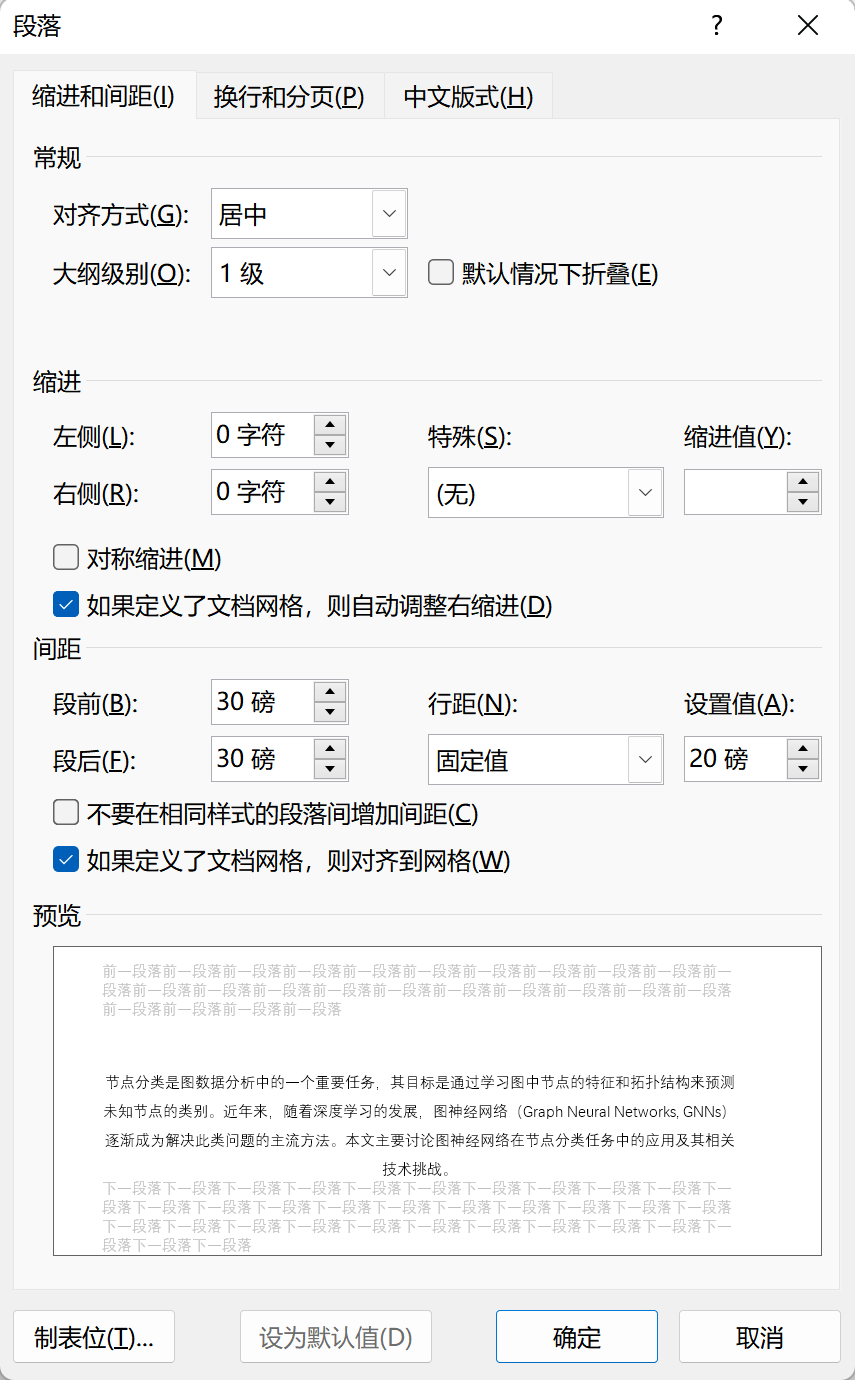 段落 ?
缩进和间距(I) 换行和分页(P) 中文版式(H)
常规
对齐方式(G): 居中
大纲级别(O): 1 级 默认情况下折叠(E)
缩进
左侧(L): 0 字符 特殊(S): 缩进值(Y):
右侧(R): 0 字符 (无)
对称缩进(M)
如果定义了文档网格，则自动调整右缩进(D)
间距
段前(B): 30 磅 行距(N): 设置值(A):
段后(F): 30 磅 固定值 20 磅
不要在相同样式的段落间增加间距(C)
如果定义了文档网格，则对齐到网格(W)
预览
前一段落前一段落前一段落前一段落前一段落前一段落前一段落前一段落前一段落前一段落前一
段落前一段落前一段落前一段落前一段落前一段落前一段落前一段落前一段落前一段落前一段落
前一段落前一段落前一段落前一段落
节点分类是图数据分析中的一个重要任务，其目标是通过学习图中节点的特征和拓扑结构来预测
未知节点的类别。近年来，随着深度学习的发展，图神经网络（Graph Neural Networks, GNNs）
逐渐成为解决此类问题的主流方法。本文主要讨论图神经网络在节点分类任务中的应用及其相关
技术挑战。
下一段落下一段落下一段落下一段落下一段落下一段落下一段落下一段落下一段落下一段落下一
段落下一段落下一段落下一段落下一段落下一段落下一段落下一段落下一段落下一段落下一段落
下一段落下一段落下一段落下一段落下一段落下一段落下一段落下一段落下一段落下一段落下一
段落下一段落下一段落
制表位(T)... 设为默认值(D) 确定 取消